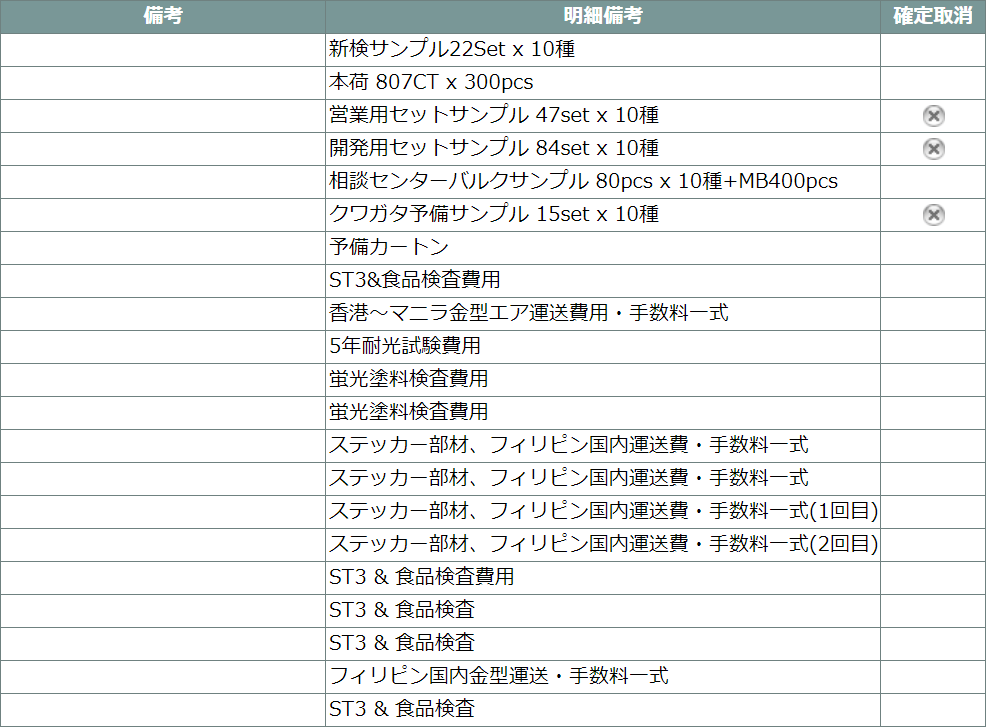 備考 明細備考 確定取消
新検サンプル22Set x 10種
本荷 807CT x 300pcs
営業用セットサンプル 47set x 10種
開発用セットサンプル 84set x 10種
相談センターバルクサンプル 80pcs x 10種+MB400pcs
クワガタ予備サンプル 15set x 10種
予備カートン
ST3&食品検査費用
香港～マニラ金型エア運送費用・手数料一式
5年耐光試験費用
蛍光塗料検査費用
蛍光塗料検査費用
ステッカー部材、フィリピン国内運送費・手数料一式
ステッカー部材、フィリピン国内運送費・手数料一式
ステッカー部材、フィリピン国内運送費・手数料一式(1回目)
ステッカー部材、フィリピン国内運送費・手数料一式(2回目)
ST3 & 食品検査費用
ST3 & 食品検査
ST3 & 食品検査
フィリピン国内金型運送・手数料一式
ST3 & 食品検査